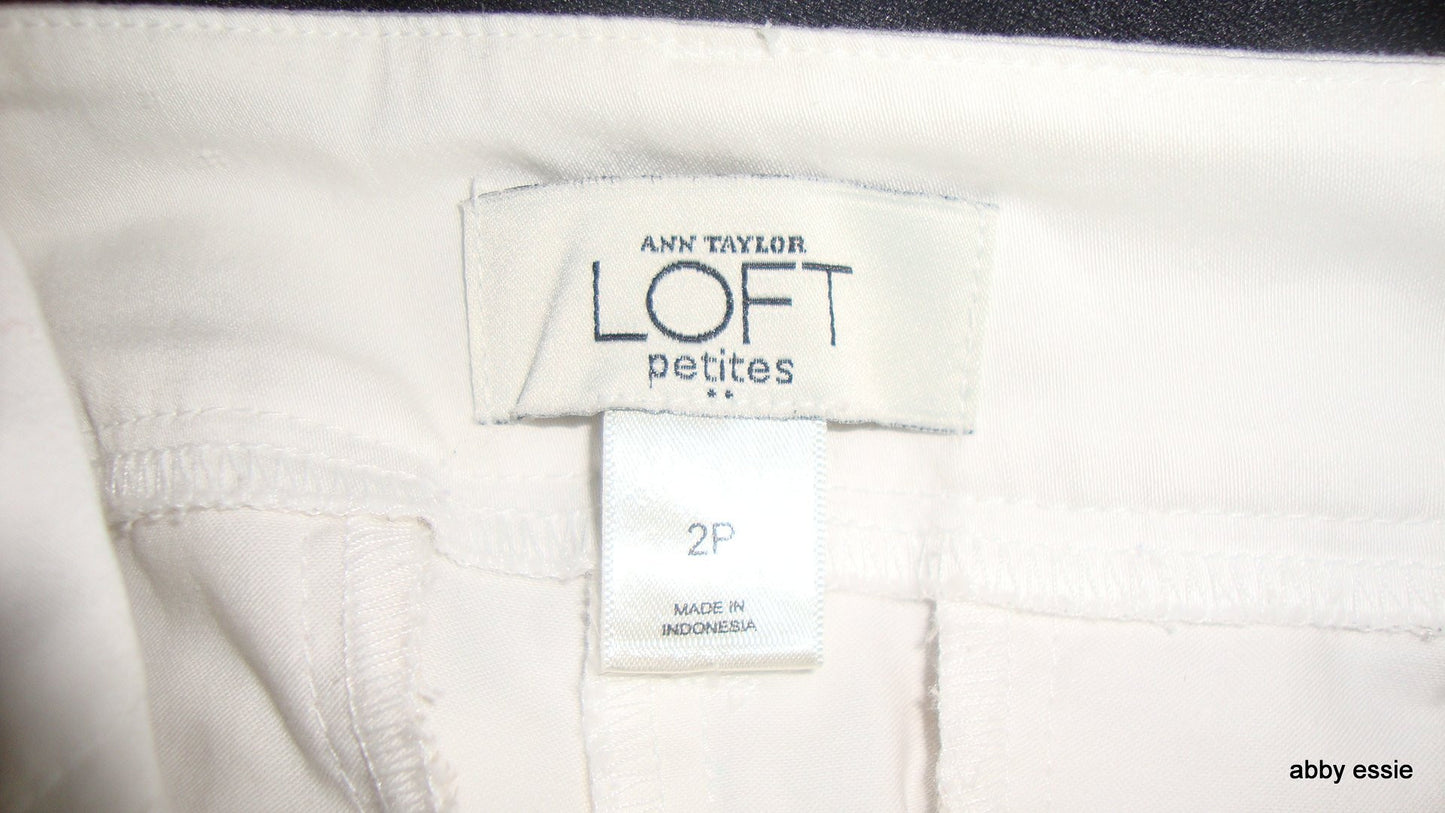 ANN TAYLOR
LOFT
petites
2P
MADE IN
INDONESIA
abby essie